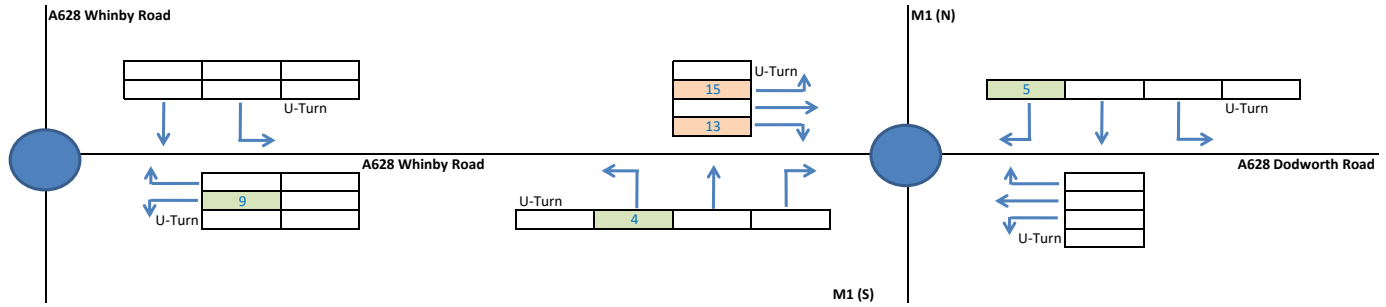 A628 Whinby Road
M1 (N)
U-Turn
15
13
5
U-Turn
U-Turn
A628 Whinby Road
A628 Dodworth Road
9
U-Turn
U-Turn
4
U-Turn
M1 (S)